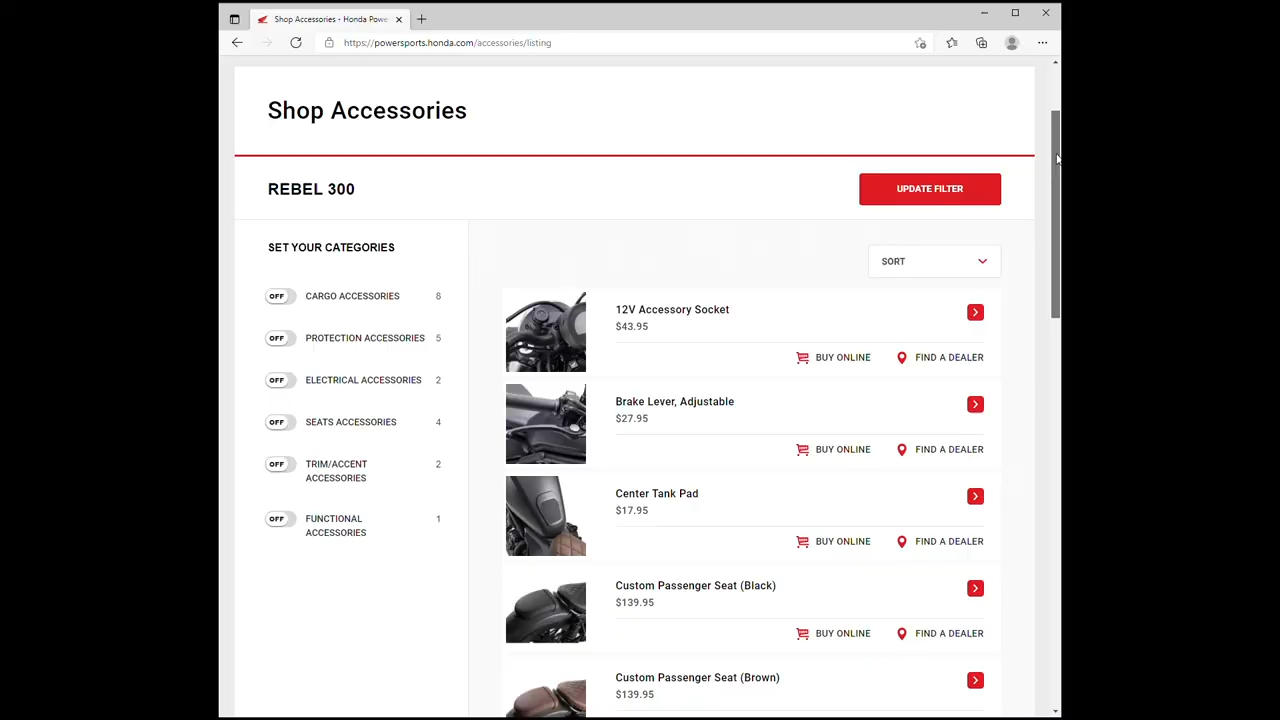 Shop Accessories - Honda Powe
https://powersports.honda.com/accessories/listing
Shop Accessories
REBEL 300
UPDATE FILTER
SET YOUR CATEGORIES
OFF CARGO ACCESSORIES 8
OFF PROTECTION ACCESSORIES 5
OFF ELECTRICAL ACCESSORIES 2
OFF SEATS ACCESSORIES 4
OFF TRIM/ACCENT 2
ACCESSORIES
OFF FUNCTIONAL 1
ACCESSORIES
SORT
12V Accessory Socket
$43.95
BUY ONLINE FIND A DEALER
Brake Lever, Adjustable
$27.95
BUY ONLINE FIND A DEALER
Center Tank Pad
$17.95
BUY ONLINE FIND A DEALER
Custom Passenger Seat (Black)
$139.95
BUY ONLINE FIND A DEALER
Custom Passenger Seat (Brown)
$139.95